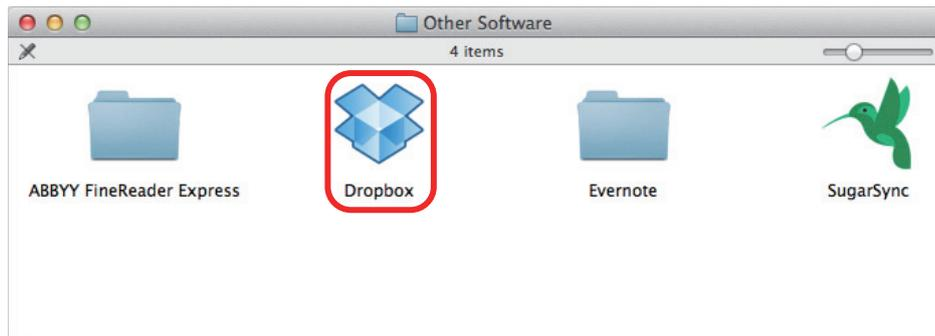 Other Software
4 items
ABBYY FineReader Express
Dropbox
Evernote
SugarSync